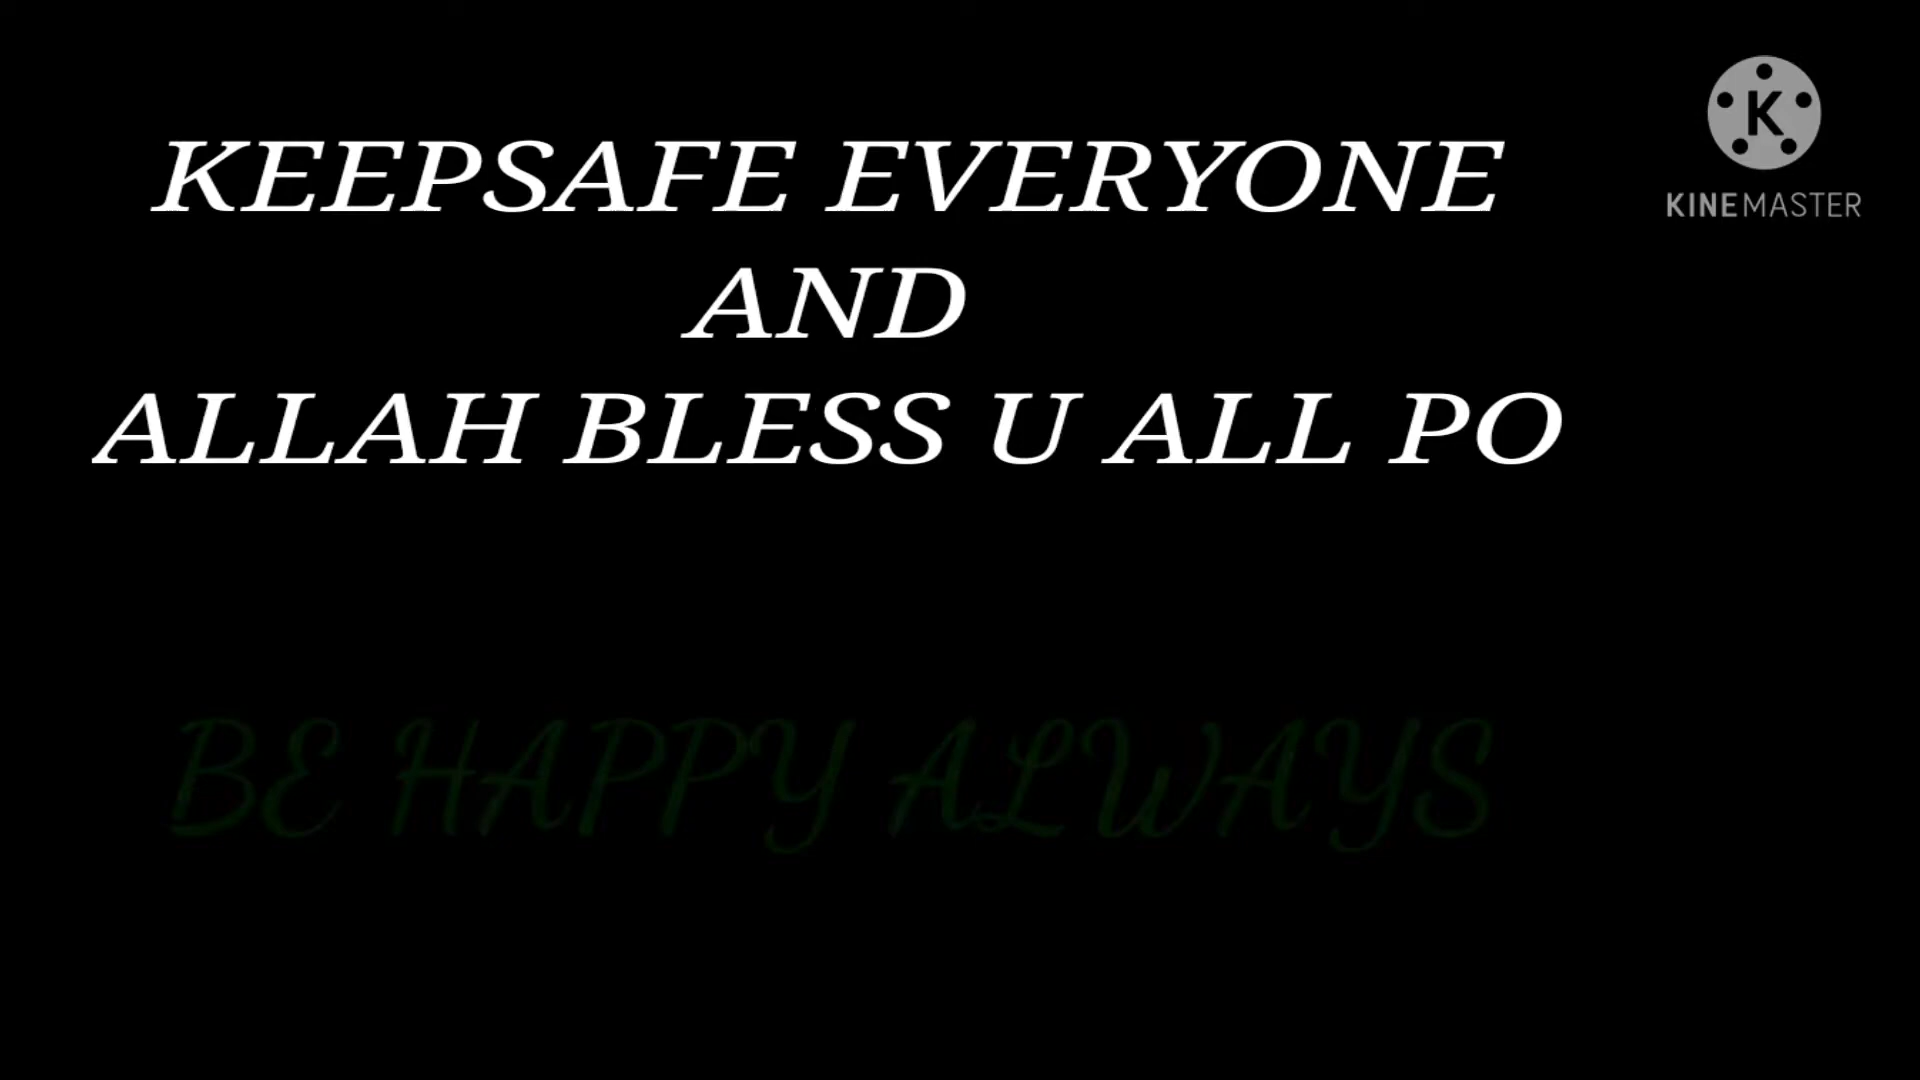 KEEPSAFE EVERYONE
AND
ALLAH BLESS U ALL PO
BE HAPPY ALWAYS
K
KINEMASTER